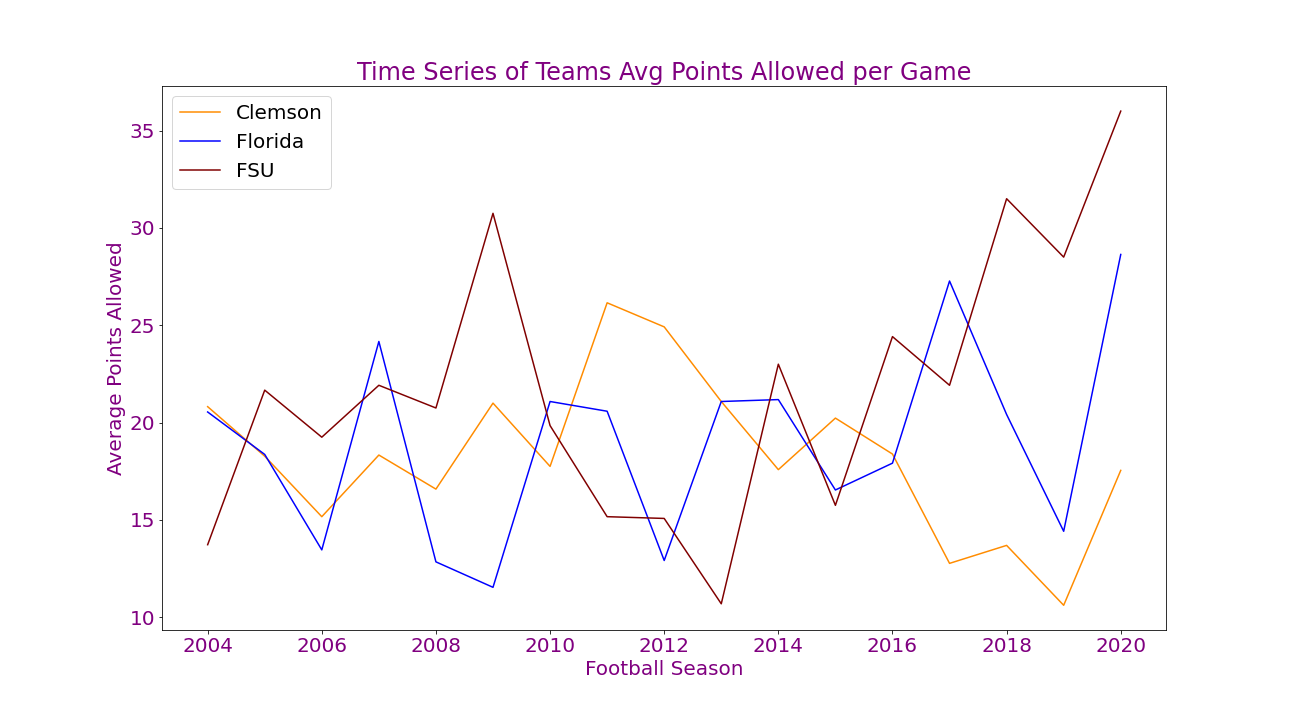 Time Series of Teams Avg Points Allowed per Game
Clemson
Florida
FSU
Average Points Allowed
35
30
25
20
15
10
2004 2006 2008 2010 2012 2014 2016 2018 2020
Football Season